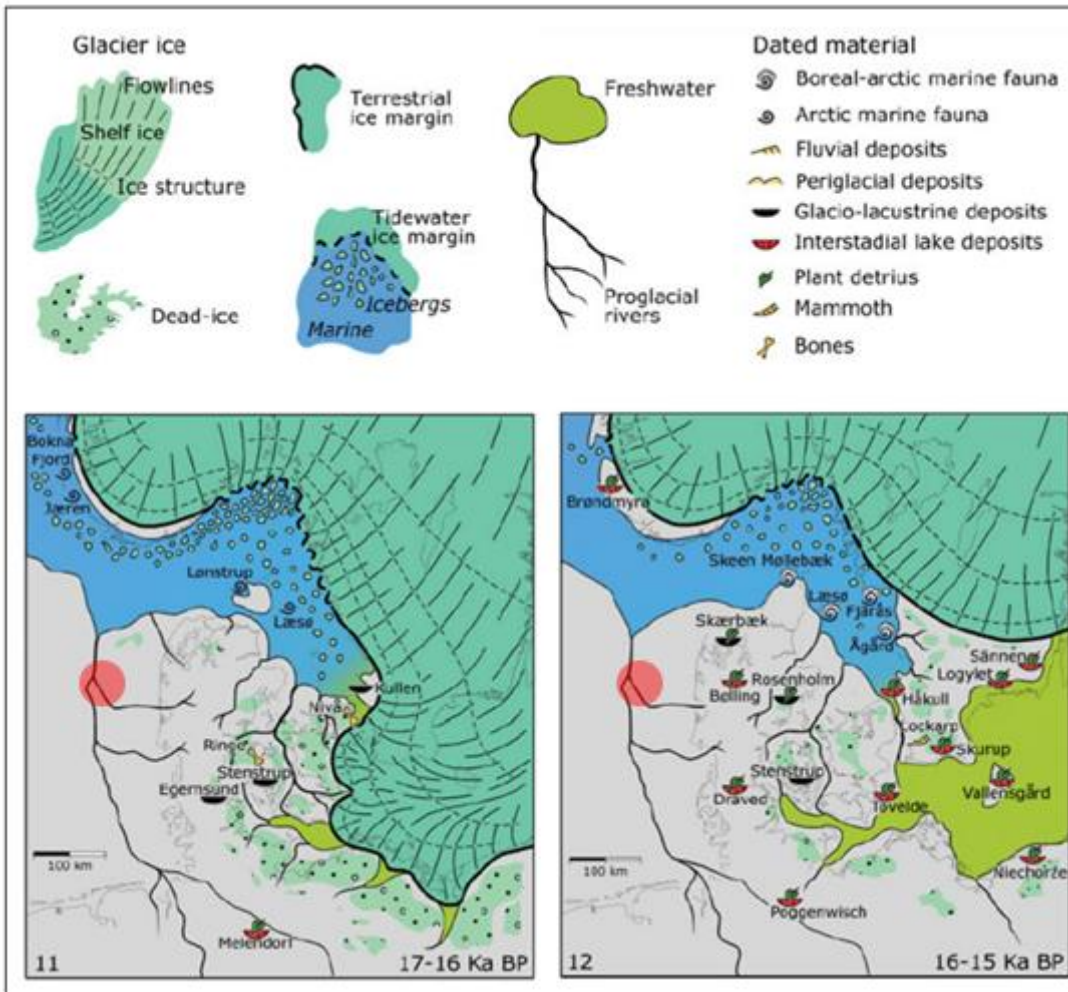 Glacier ice
Flowlines
Shelf ice
Ice structure
Dead-ice
Terrestrial
ice margin
Tidewater
ice margin
Icebergs
Marine
Freshwater
Proglacial
rivers
Dated material
Boreal-arctic marine fauna
Arctic marine fauna
Fluvial deposits
Periglacial deposits
Glacio-lacustrine deposits
Interstadial lake deposits
Plant detrius
Mammoth
Bones
Bokna
Fjord
Jæren
Lønstrup
Læsø
Kullen
Nivå
Ringe
Stenstrup
Egernsund
100 km
Meiendorf
11
17-16 Ka BP
Brøndmyra
Skeen Møllebæk
Læsø
Fjärås
Skærbæk
Ågård
Sännen
Logylet
Rosenholm
Bølling
Håkull
Lockarp
Skurup
Stenstrup
Vallensgård
Draved
Tovelde
100 km
Niechorze
Poggenwisch
12
16-15 Ka BP